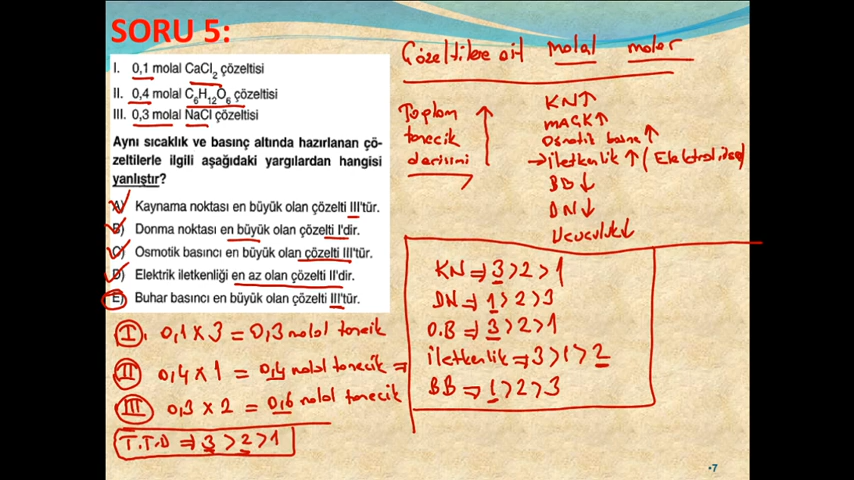 SORU 5:
I. 0,1 molal CaCl₂ çözeltisi
II. 0,4 molal C₆H₁₂O₆ çözeltisi
III. 0,3 molal NaCl çözeltisi
Aynı sıcaklık ve basınç altında hazırlanan çö-
zeltilerle ilgili aşağıdaki yargılardan hangisi
yanlıştır?
A) Kaynama noktası en büyük olan çözelti III'tür.
B) Donma noktası en büyük olan çözelti I'dir.
C) Osmotik basıncı en büyük olan çözelti III'tür.
D) Elektrik iletkenliği en az olan çözelti II'dir.
E) Buhar basıncı en büyük olan çözelti III'tür.
I. 0,1 x 3 = 0,3 molal tanecik
II 0,4 x 1 = 0,4 molal tanecik ⇒
III 0,3 x 2 = 0,6 molal tanecik
T.T.D ⇒ 3 > 2 > 1
Çözeltilere ait molal molar
Toplam
tanecik
derişimi ↑
KN↑
MAGK↑
Osmotik basınç ↑
→ iletkenlik ↑ (
BB ↓
DN ↓
Uçuculuk↓
KN ⇒ 3 > 2 > 1
DN ⇒ 1 > 2 > 3
O.B ⇒ 3 > 2 > 1
iletkenlik ⇒ 3 > 1 > 2
BB ⇒ 1 > 2 > 3
•7